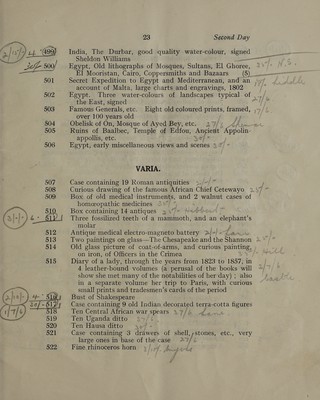 23 Second Day
499 India, The Durbar, good quality water-colour, signed
Sheldon Williams
500 Egypt, Old lithographs of Mosques, Sultans, El Ghoree,
El Mooristan, Cairo, Coppersmiths and Bazaars (5)
501 Secret Expedition to Egypt and Mediterranean, and an
account of Malta, large charts and engravings, 1802
502 Egypt. Three water-colours of landscapes typical of
the East, signed
503 Famous Generals, etc. Eight old coloured prints, framed,
over 100 years old
504 Obelisk of On, Mosque of Ayed Bey, etc.
505 Ruins of Baalbec, Temple of Edfou, Ancient Appolin-
appollis, etc.
506 Egypt, early miscellaneous views and scenes
VARIA.
507 Case containing 19 Roman antiquities
508 Curious drawing of the famous African Chief Cetewayo
509 Box of old medical instruments, and 2 walnut cases of
homœopathic medicines
510 Box containing 14 antiques
511 Three fossilized teeth of a mammoth, and an elephant's
molar
512 Antique medical electro-magneto battery
513 Two paintings on glass—The Chesapeake and the Shannon
514 Old glass picture of coat-of-arms, and curious painting,
on iron, of Officers in the Crimea
515 Diary of a lady, through the years from 1823 to 1857, in
4 leather-bound volumes (a perusal of the books will
show she met many of the notabilities of her day); also
in a separate volume her trip to Paris, with curious
small prints and tradesmen's cards of the period
516 Bust of Shakespeare
517 Case containing 9 old Indian decorated terra-cotta figures
518 Ten Central African war spears
519 Ten Uganda ditto
520 Ten Hausa ditto
521 Case containing 3 drawers of shell, stones, etc., very
large ones in base of the case
522 Fine rhinoceros horn